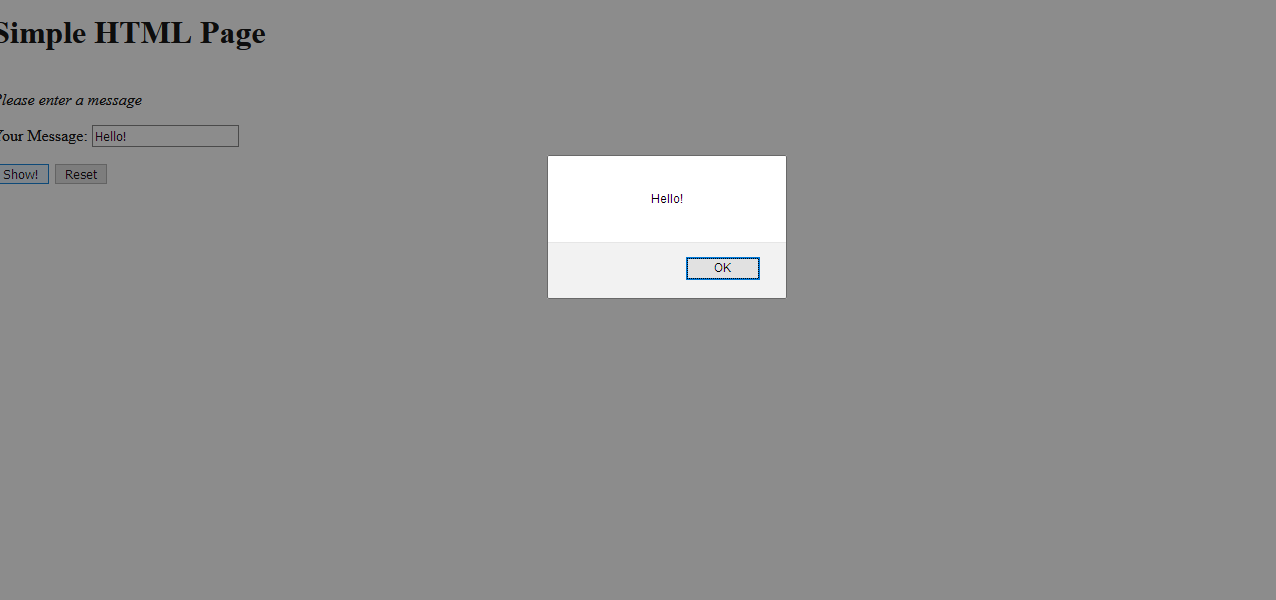 Simple HTML Page
Please enter a message
Your Message: Hello!
Show! Reset
Hello!
OK